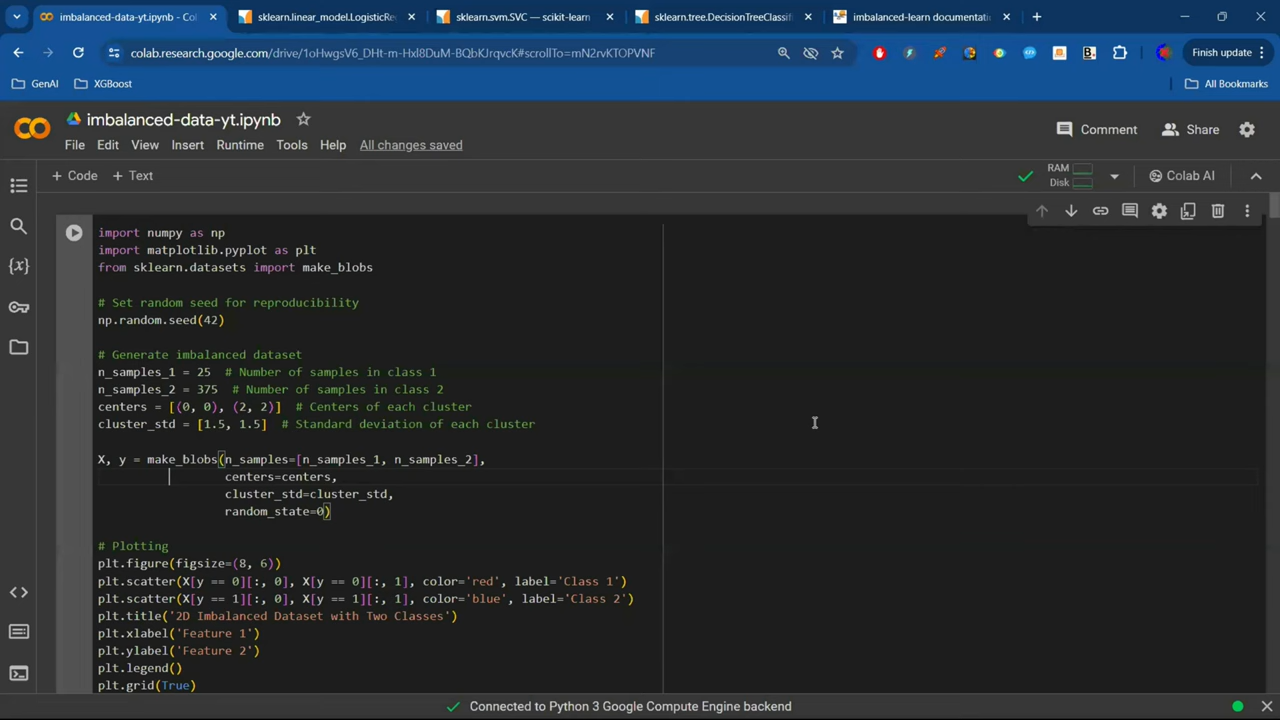 imbalanced-data-yt.ipynb - Col
sklearn.linear_model.LogisticReg
sklearn.svm.SVC — scikit-learn
sklearn.tree.DecisionTreeClassifi
imbalanced-learn documentatio
colab.research.google.com/drive/1oHwgsV6_DHt-m-Hxl8DuM-BQbKJrqvcK#scrollTo=mN2rvKTOPVNF
Finish update
GenAI
XGBoost
All Bookmarks
imbalanced-data-yt.ipynb
Comment
Share
File Edit View Insert Runtime Tools Help All changes saved
+ Code + Text
RAM
Disk
Colab AI
import numpy as np
import matplotlib.pyplot as plt
from sklearn.datasets import make_blobs
# Set random seed for reproducibility
np.random.seed(42)
# Generate imbalanced dataset
n_samples_1 = 25  # Number of samples in class 1
n_samples_2 = 375  # Number of samples in class 2
centers = [(0, 0), (2, 2)]  # Centers of each cluster
cluster_std = [1.5, 1.5]  # Standard deviation of each cluster
X, y = make_blobs(n_samples=[n_samples_1, n_samples_2],
centers=centers,
cluster_std=cluster_std,
random_state=0)
# Plotting
plt.figure(figsize=(8, 6))
plt.scatter(X[y == 0][:, 0], X[y == 0][:, 1], color='red', label='Class 1')
plt.scatter(X[y == 1][:, 0], X[y == 1][:, 1], color='blue', label='Class 2')
plt.title('2D Imbalanced Dataset with Two Classes')
plt.xlabel('Feature 1')
plt.ylabel('Feature 2')
plt.legend()
plt.grid(True)
Connected to Python 3 Google Compute Engine backend